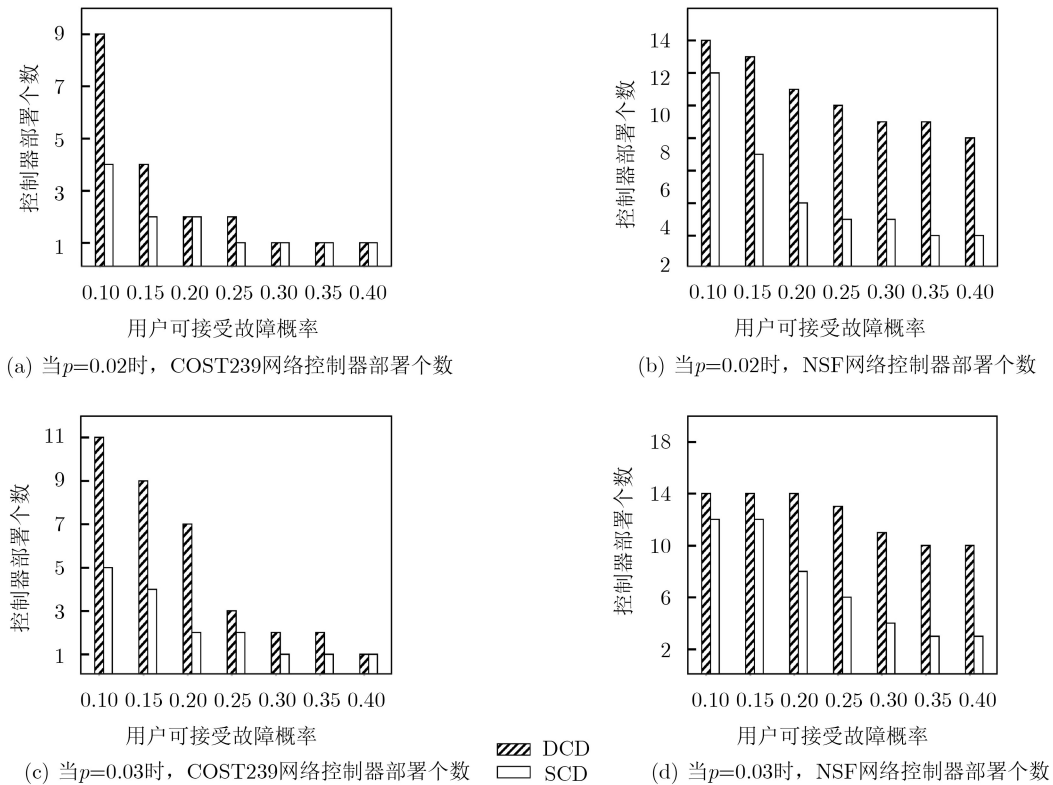 9
7
5
3
1
控制器部署个数
0.10 0.15 0.20 0.25 0.30 0.35 0.40
用户可接受故障概率
(a) 当p=0.02时，COST239网络控制器部署个数
14
12
10
8
6
4
2
控制器部署个数
0.10 0.15 0.20 0.25 0.30 0.35 0.40
用户可接受故障概率
(b) 当p=0.02时，NSF网络控制器部署个数
11
9
7
5
3
1
控制器部署个数
0.10 0.15 0.20 0.25 0.30 0.35 0.40
用户可接受故障概率
(c) 当p=0.03时，COST239网络控制器部署个数
DCD
SCD
18
14
10
6
2
控制器部署个数
0.10 0.15 0.20 0.25 0.30 0.35 0.40
用户可接受故障概率
(d) 当p=0.03时，NSF网络控制器部署个数